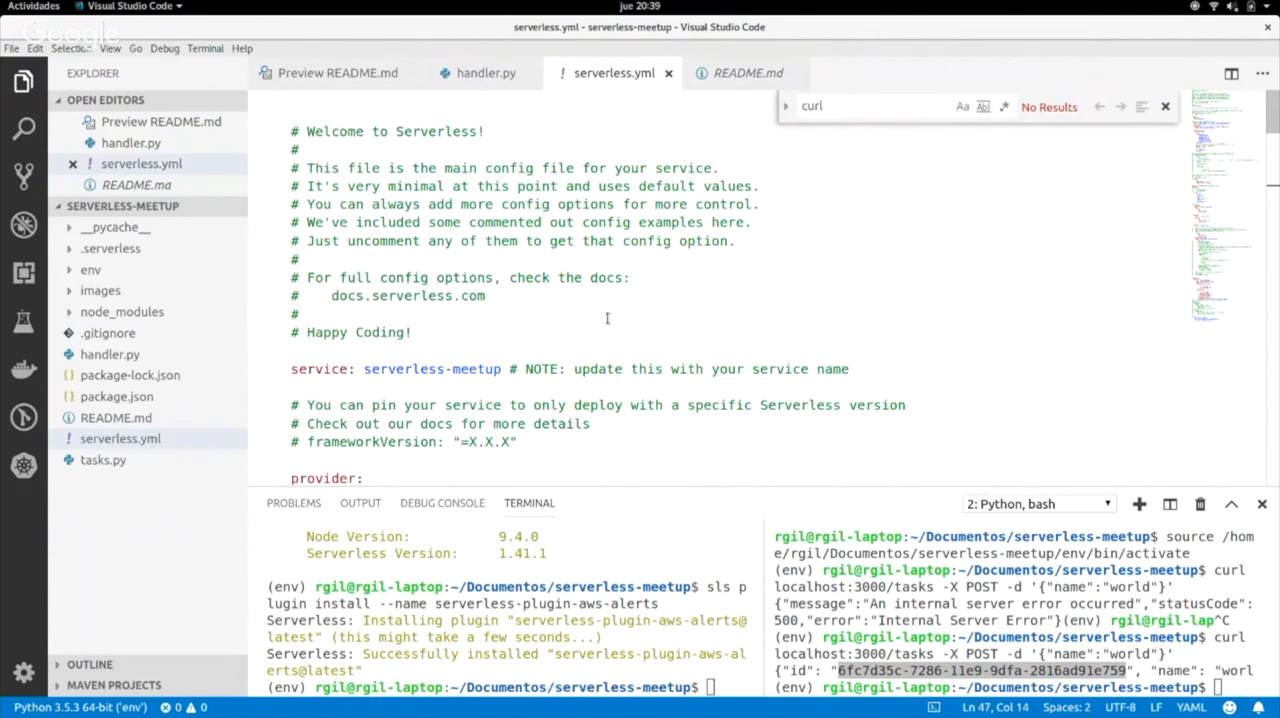 Actividades
Visual Studio Code
jue 20:39
serverless.yml - serverless-meetup - Visual Studio Code
Google
File Edit Selection View Go Debug Terminal Help
EXPLORER
OPEN EDITORS
Preview README.md
handler.py
serverless.yml
README.md
SERVERLESS-MEETUP
__pycache__
.serverless
env
images
node_modules
.gitignore
handler.py
package-lock.json
package.json
README.md
serverless.yml
tasks.py
OUTLINE
MAVEN PROJECTS
Preview README.md handler.py serverless.yml README.md
curl No Results
# Welcome to Serverless!
#
# This file is the main config file for your service.
# It's very minimal at this point and uses default values.
# You can always add more config options for more control.
# We've included some commented out config examples here.
# Just uncomment any of them to get that config option.
#
# For full config options, check the docs:
#    docs.serverless.com
#
# Happy Coding!
service: serverless-meetup # NOTE: update this with your service name
# You can pin your service to only deploy with a specific Serverless version
# Check out our docs for more details
# frameworkVersion: "=X.X.X"
provider:
PROBLEMS OUTPUT DEBUG CONSOLE TERMINAL
2: Python, bash
Node Version: 9.4.0
Serverless Version: 1.41.1
(env) rgil@rgil-laptop:~/Documentos/serverless-meetup$ sls p
lugin install --name serverless-plugin-aws-alerts
Serverless: Installing plugin "serverless-plugin-aws-alerts@
latest" (this might take a few seconds...)
Serverless: Successfully installed "serverless-plugin-aws-al
erts@latest"
(env) rgil@rgil-laptop:~/Documentos/serverless-meetup$
rgil@rgil-laptop:~/Documentos/serverless-meetup$ source /hom
e/rgil/Documentos/serverless-meetup/env/bin/activate
(env) rgil@rgil-laptop:~/Documentos/serverless-meetup$ curl
localhost:3000/tasks -X POST -d '{"name":"world"}'
{"message":"An internal server error occurred","statusCode":
500,"error":"Internal Server Error"}(env) rgil@rgil-lap^C
(env) rgil@rgil-laptop:~/Documentos/serverless-meetup$ curl
localhost:3000/tasks -X POST -d '{"name":"world"}'
{"id": "6fc7d35c-7286-11e9-9dfa-2816ad91e759", "name": "worl
(env) rgil@rgil-laptop:~/Documentos/serverless-meetup$
Python 3.5.3 64-bit ('env') 0 0
Ln 47, Col 14 Spaces: 2 UTF-8 LF YAML